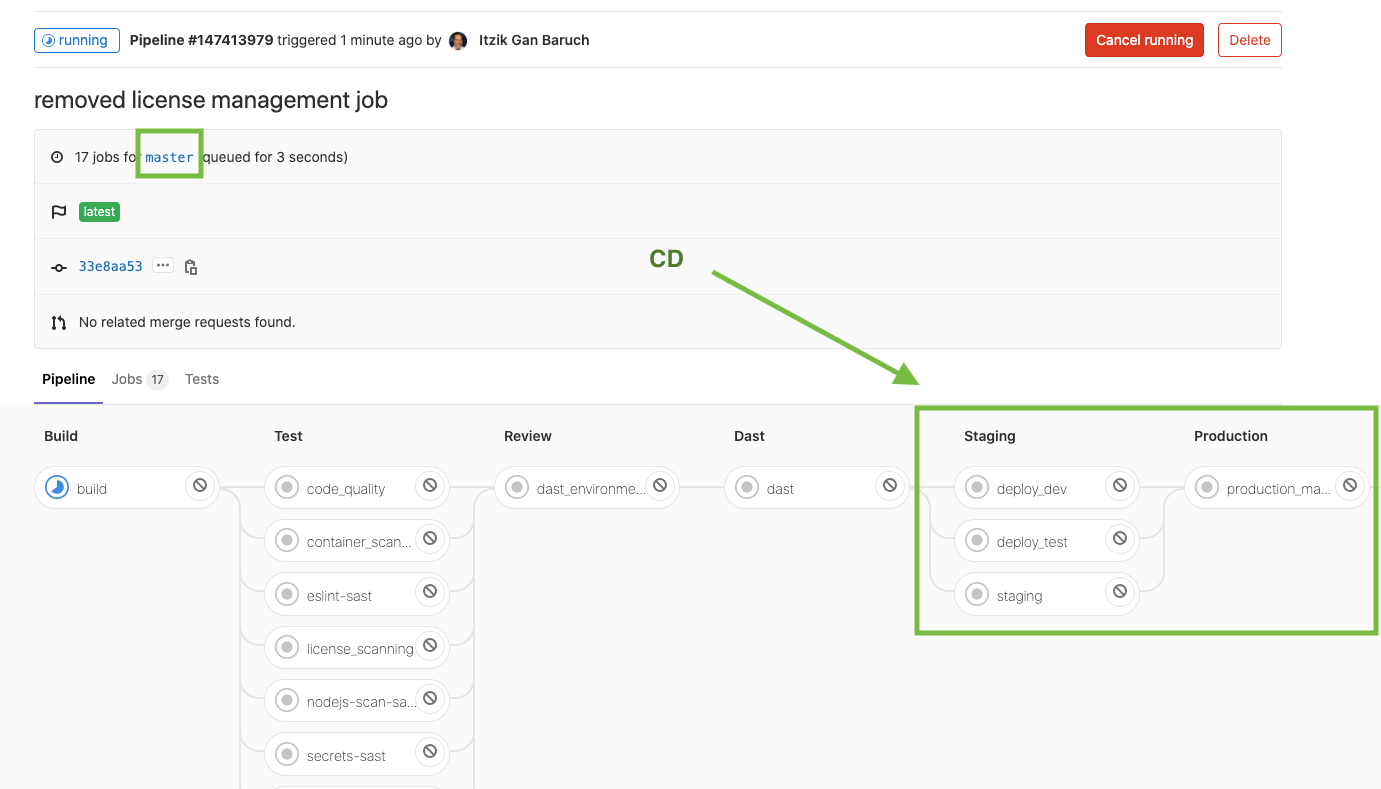 running Pipeline #147413979 triggered 1 minute ago by Itzik Gan Baruch Cancel running Delete
removed license management job
17 jobs for master queued for 3 seconds)
latest
33e8aa53 ...
CD
No related merge requests found.
Pipeline Jobs 17 Tests
Build Test Review Dast Staging Production
build code_quality dast_environme... dast deploy_dev production_ma...
container_scan... deploy_test
eslint-sast staging
license_scanning
nodejs-scan-sa...
secrets-sast